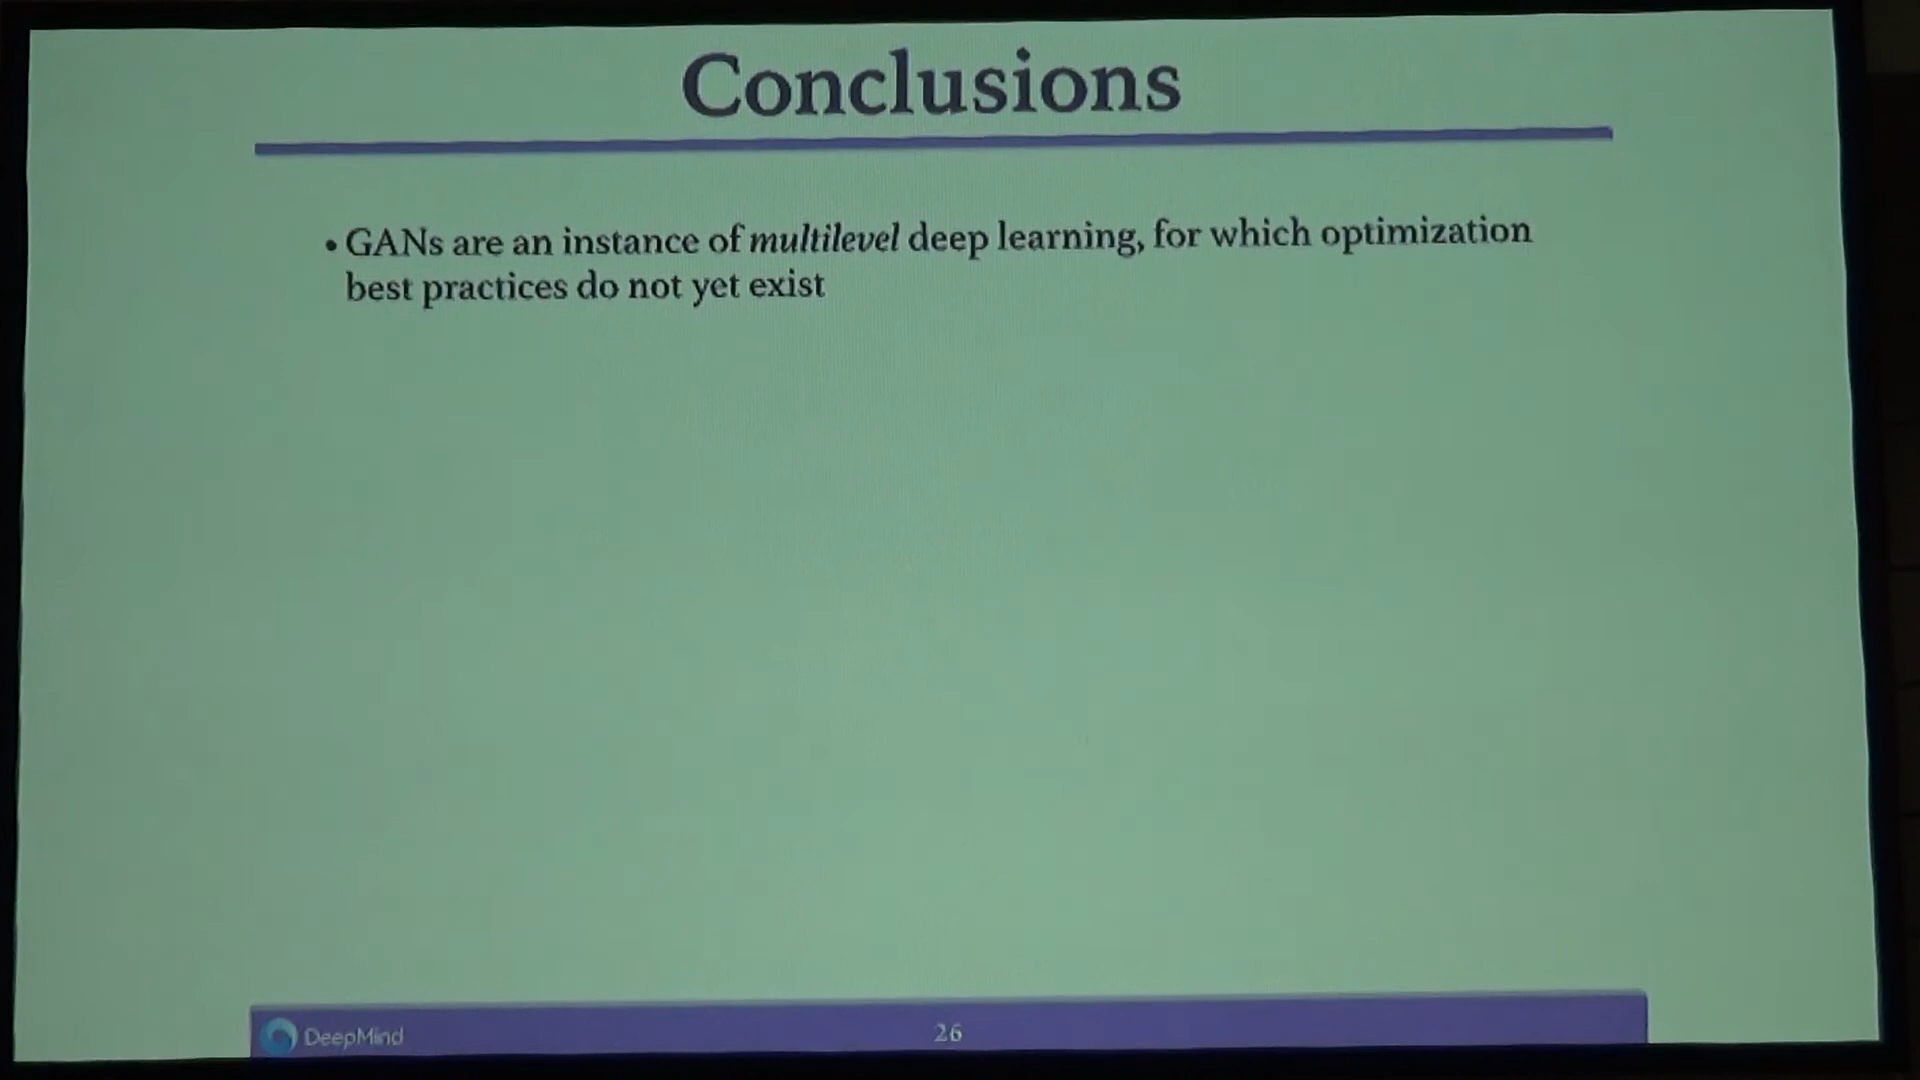 Conclusions
• GANs are an instance of multilevel deep learning, for which optimization
best practices do not yet exist
DeepMind
26